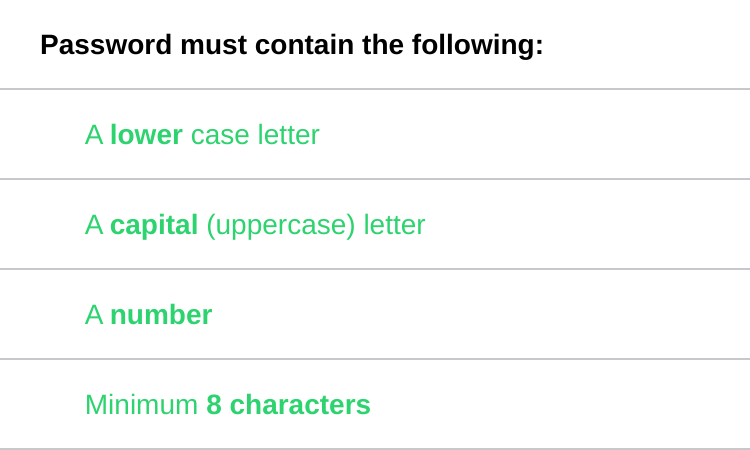 Password must contain the following:
A lower case letter
A capital (uppercase) letter
A number
Minimum 8 characters